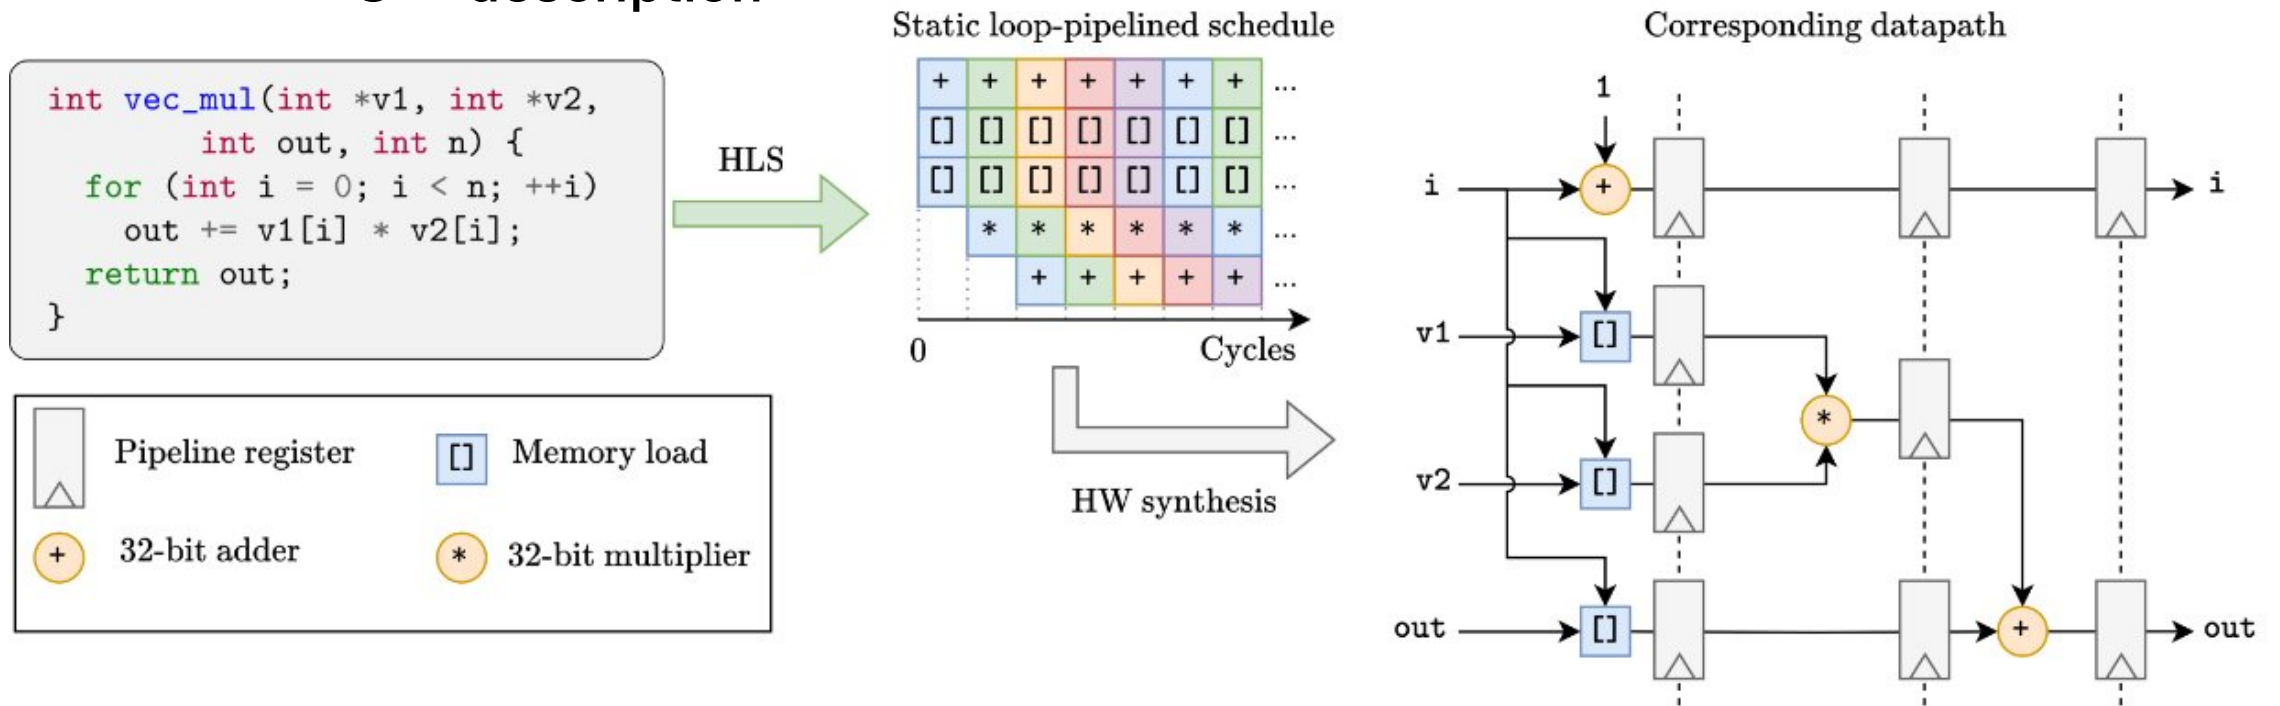 description
int vec_mul(int *v1, int *v2,
int out, int n) {
for (int i = 0; i < n; ++i)
out += v1[i] * v2[i];
return out;
}
Pipeline register
[] Memory load
+ 32-bit adder
* 32-bit multiplier
HLS
Static loop-pipelined schedule
+ + + + + + + ...
[] [] [] [] [] [] [] ...
[] [] [] [] [] [] [] ...
* * * * * * ...
+ + + + + ...
0 Cycles
HW synthesis
Corresponding datapath
1
i + i
v1 []
*
v2 []
out [] + out